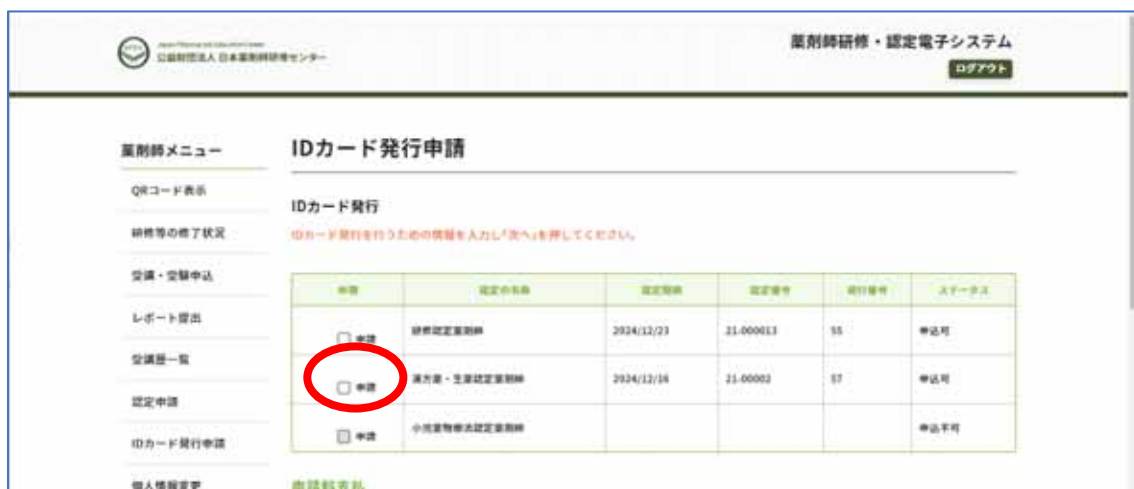 公益財団法人 日本薬剤師研修センター
薬剤師研修・認定電子システム
ログアウト
薬剤師メニュー
QRコード表示
研修等の修了状況
受講・受験申込
レポート提出
受講歴一覧
認定申請
IDカード発行申請
個人情報変更
IDカード発行申請
IDカード発行
IDカード発行を行うための情報を入力し「次へ」を押してください。
申請 認定の名称 認定期限 認定番号 発行番号 ステータス
申請 研修認定薬剤師 2024/12/23 21-000013 55 申込可
申請 漢方薬・生薬認定薬剤師 2024/12/16 21-00002 57 申込可
申請 小児薬物療法認定薬剤師 申込不可
申請料支払